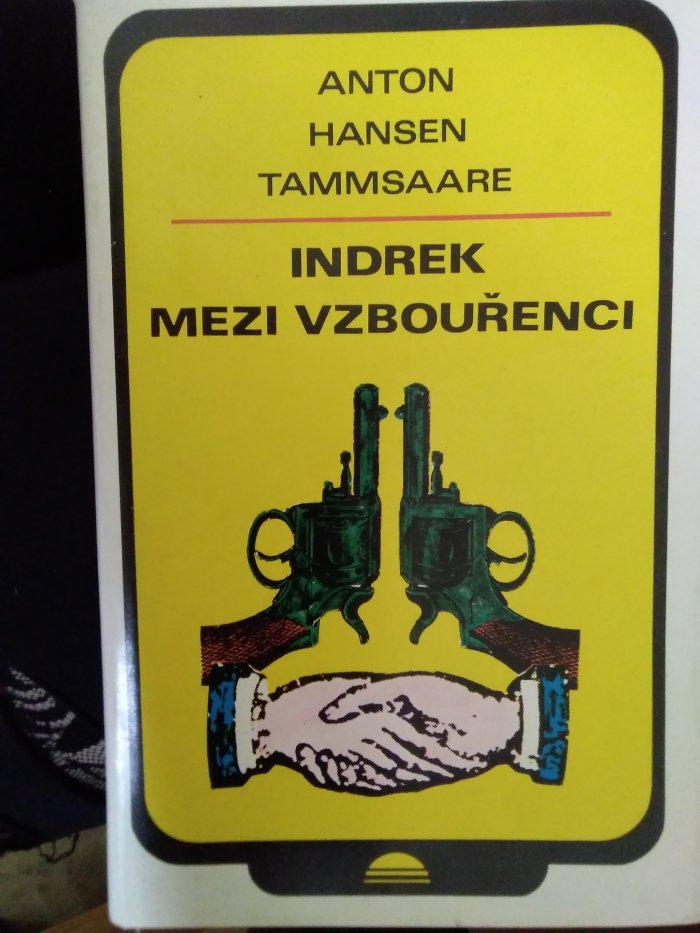 ANTON
HANSEN
TAMMSAARE
INDREK
MEZI VZBOUŘENCI